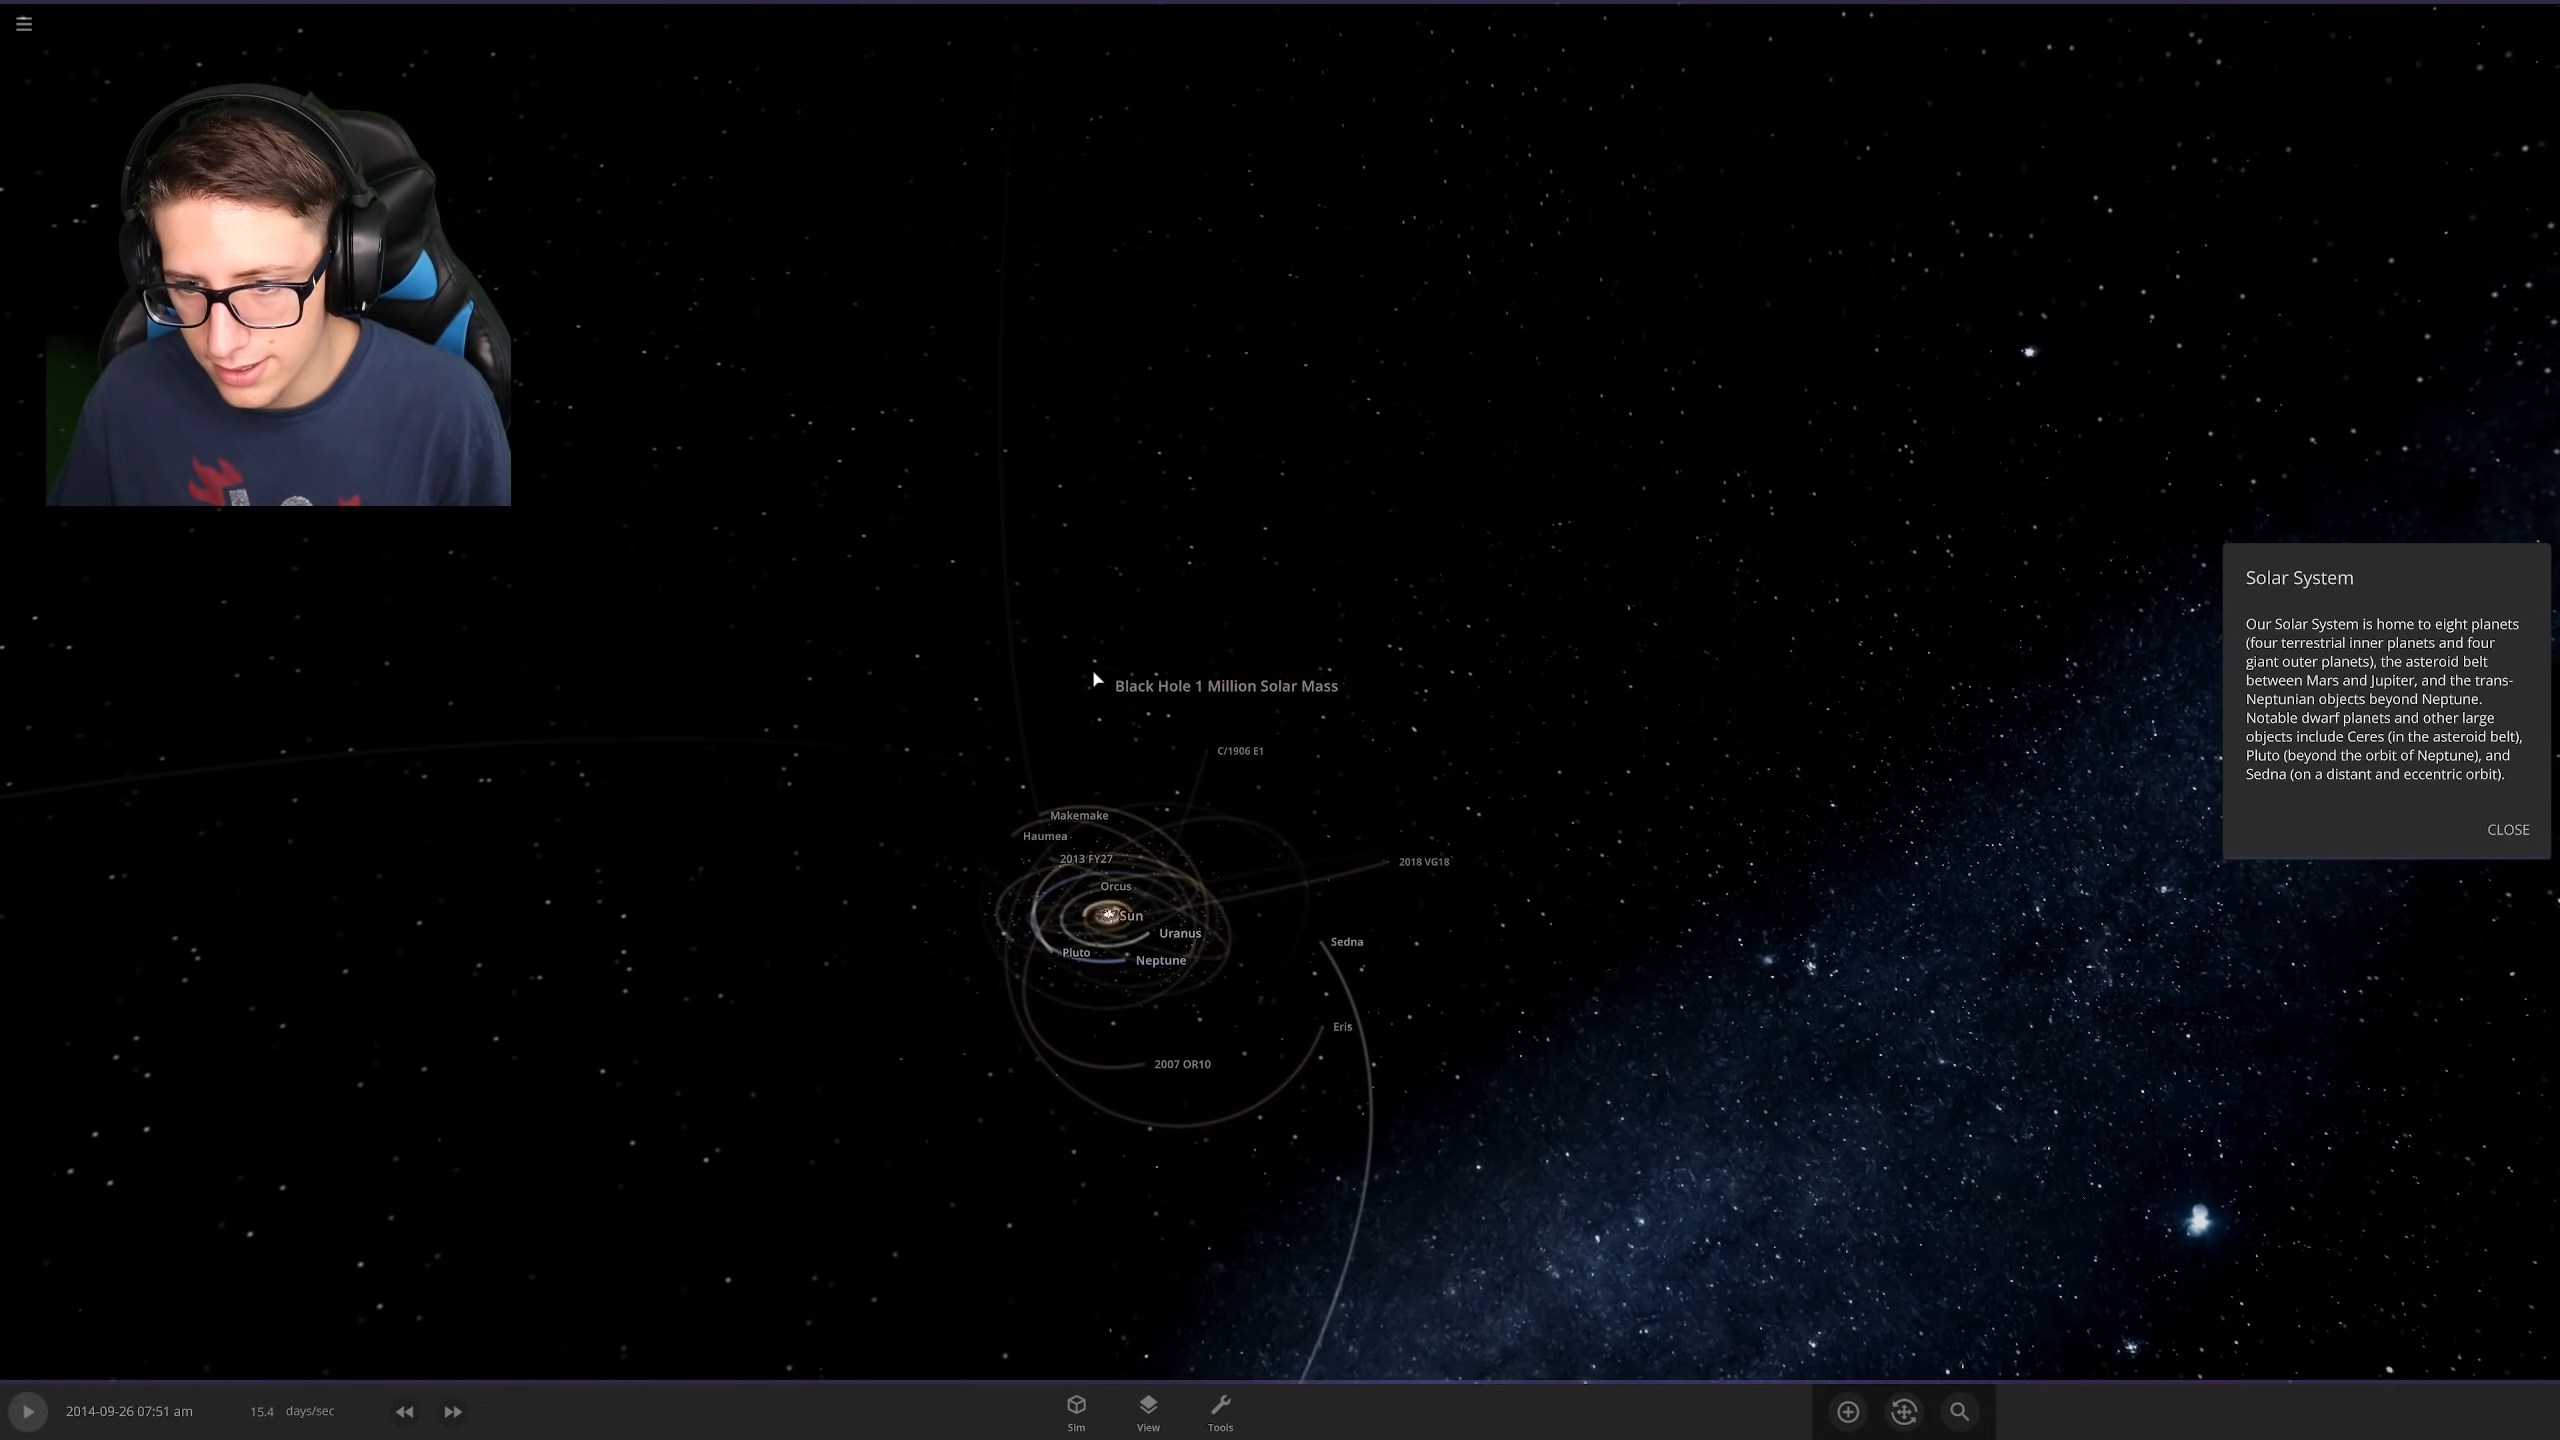 Solar System
Our Solar System is home to eight planets
(four terrestrial inner planets and four
giant outer planets), the asteroid belt
between Mars and Jupiter, and the trans-
Neptunian objects beyond Neptune.
Notable dwarf planets and other large
objects include Ceres (in the asteroid belt),
Pluto (beyond the orbit of Neptune), and
Sedna (on a distant and eccentric orbit).
CLOSE
Black Hole 1 Million Solar Mass
C/1906 E1
Makemake
Haumea
2013 FY27
2018 VG18
Orcus
Sun
Uranus
Sedna
Pluto
Neptune
Eris
2007 OR10
2014-09-26 07:51 am
15.4 days/sec
Sim
View
Tools